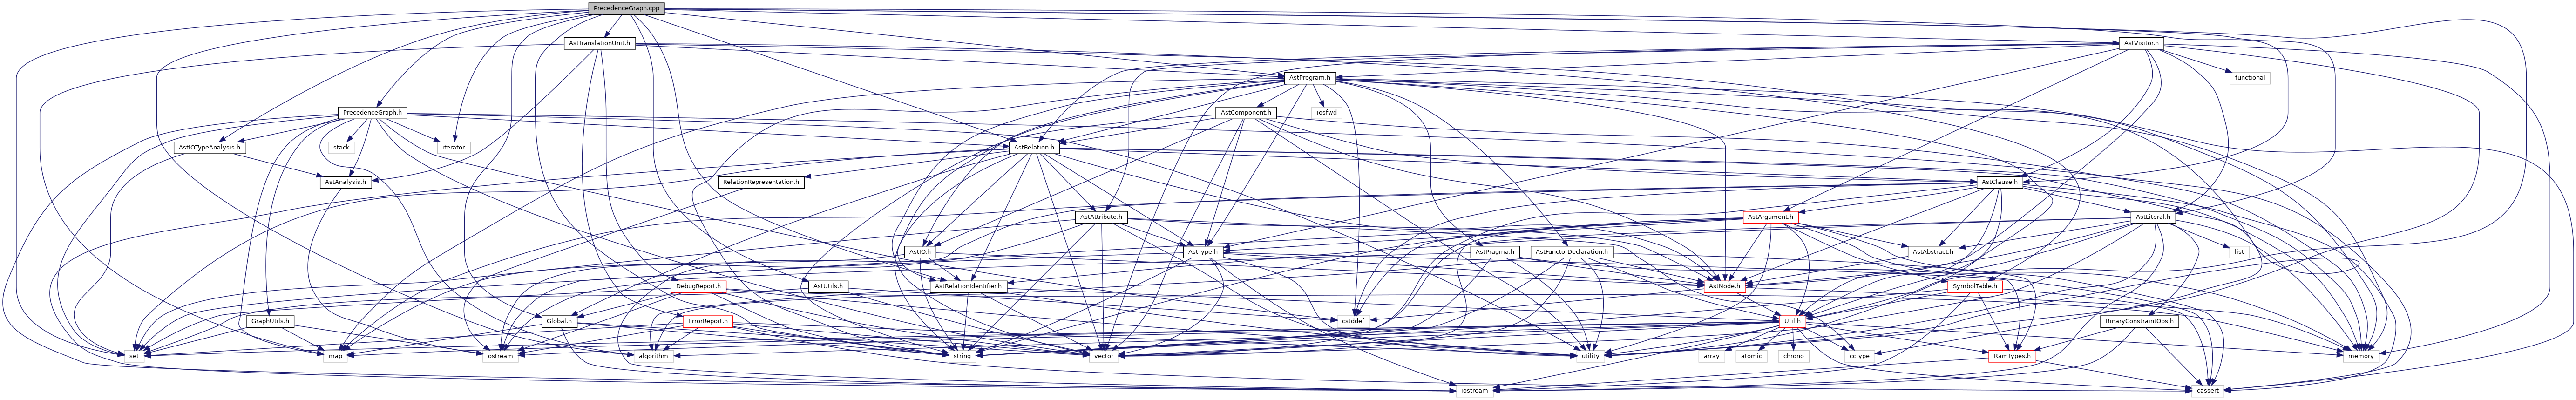 PrecedenceGraph.cpp
AstTranslationUnit.h
AstVisitor.h
AstProgram.h
functional
PrecedenceGraph.h
AstComponent.h
iosfwd
AstIOTypeAnalysis.h
stack
iterator
AstRelation.h
AstAnalysis.h
RelationRepresentation.h
AstClause.h
AstAttribute.h
AstArgument.h
AstLiteral.h
AstIO.h
AstType.h
AstPragma.h
AstFunctorDeclaration.h
AstAbstract.h
list
DebugReport.h
AstUtils.h
AstRelationIdentifier.h
AstNode.h
SymbolTable.h
GraphUtils.h
Global.h
ErrorReport.h
cstddef
Util.h
BinaryConstraintOps.h
set
map
ostream
algorithm
string
vector
utility
array
atomic
chrono
cctype
RamTypes.h
memory
iostream
cassert